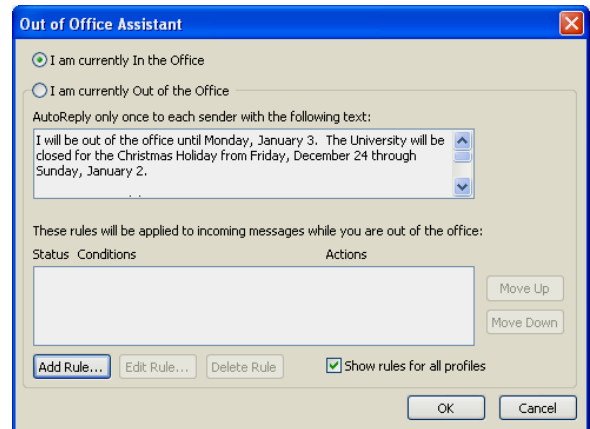 Out of Office Assistant
I am currently In the Office
I am currently Out of the Office
AutoReply only once to each sender with the following text:
I will be out of the office until Monday, January 3.  The University will be
closed for the Christmas Holiday from Friday, December 24 through
Sunday, January 2.
These rules will be applied to incoming messages while you are out of the office:
Status Conditions Actions
Move Up
Move Down
Add Rule... Edit Rule... Delete Rule Show rules for all profiles
OK Cancel